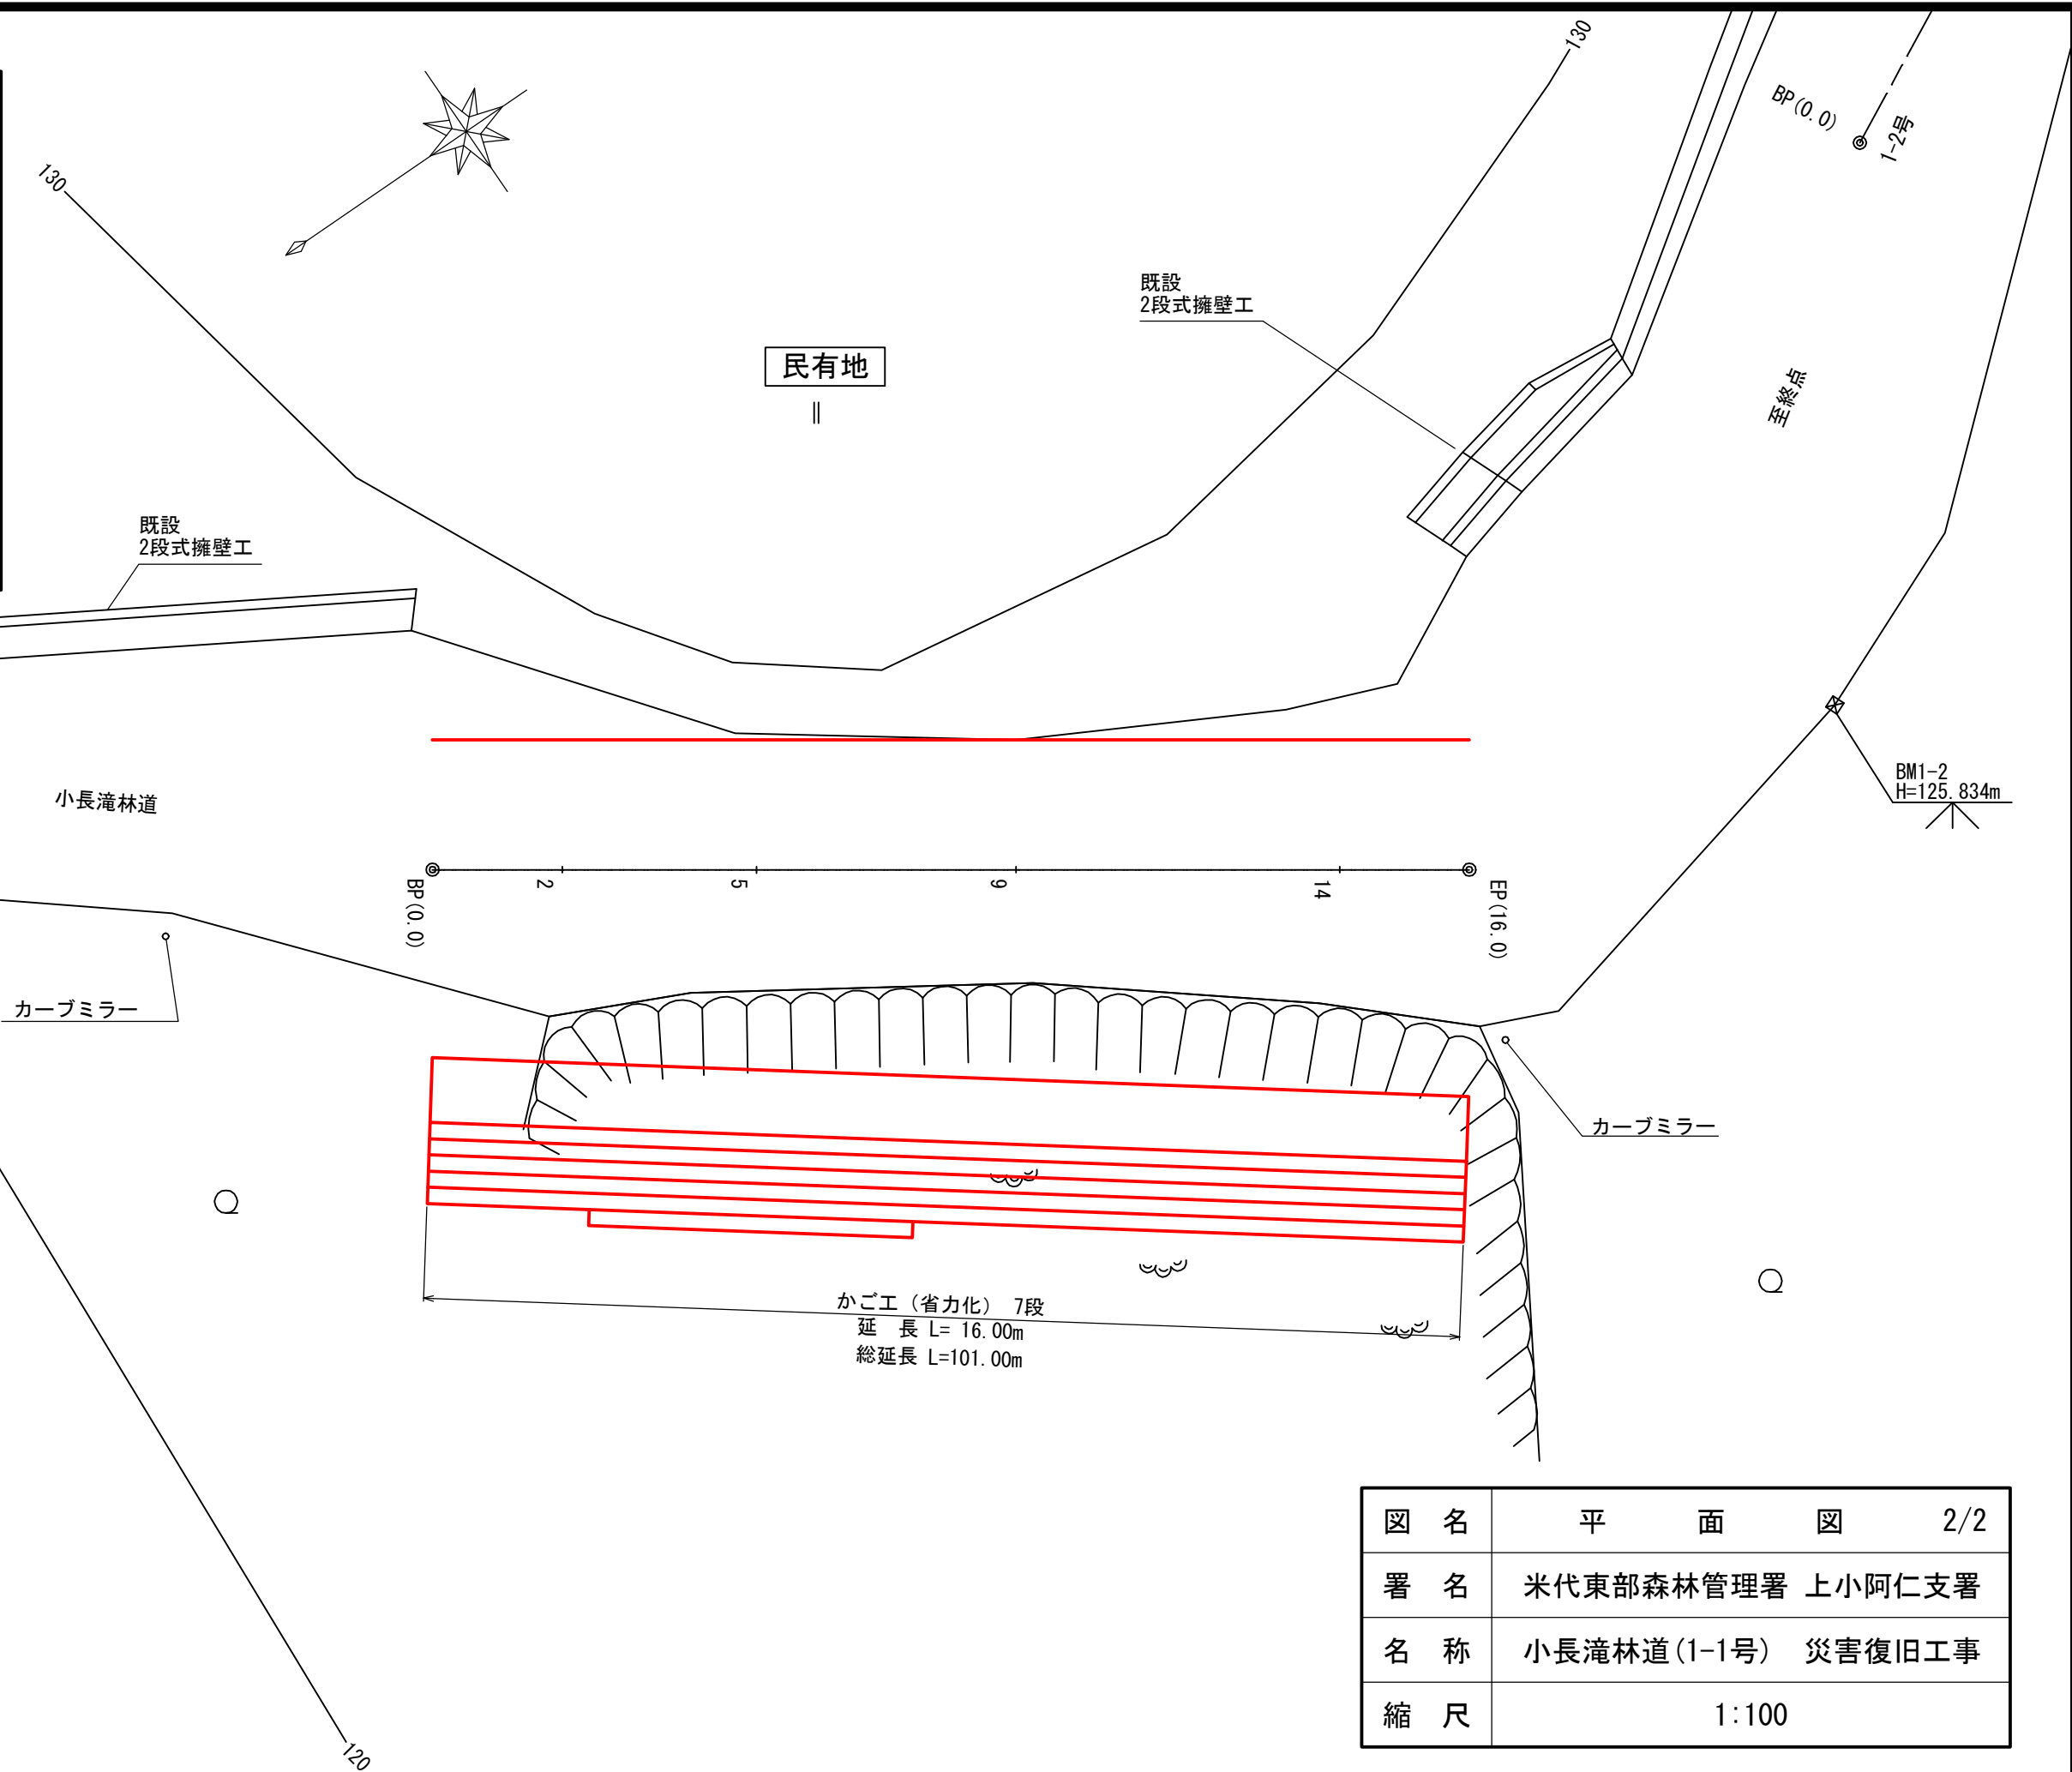 130
BP(0.0)
1-2号
130
既設
2段式擁壁工
民有地
至終点
既設
2段式擁壁工
BM1-2
H=125.834m
小長滝林道
BP(0.0)
2
5
9
14
EP(16.0)
カーブミラー
カーブミラー
かご工（省力化） 7段
延 長 L= 16.00m
総延長 L=101.00m
120
図 名 平 面 図 2/2
署 名 米代東部森林管理署 上小阿仁支署
名 称 小長滝林道(1-1号) 災害復旧工事
縮 尺 1:100